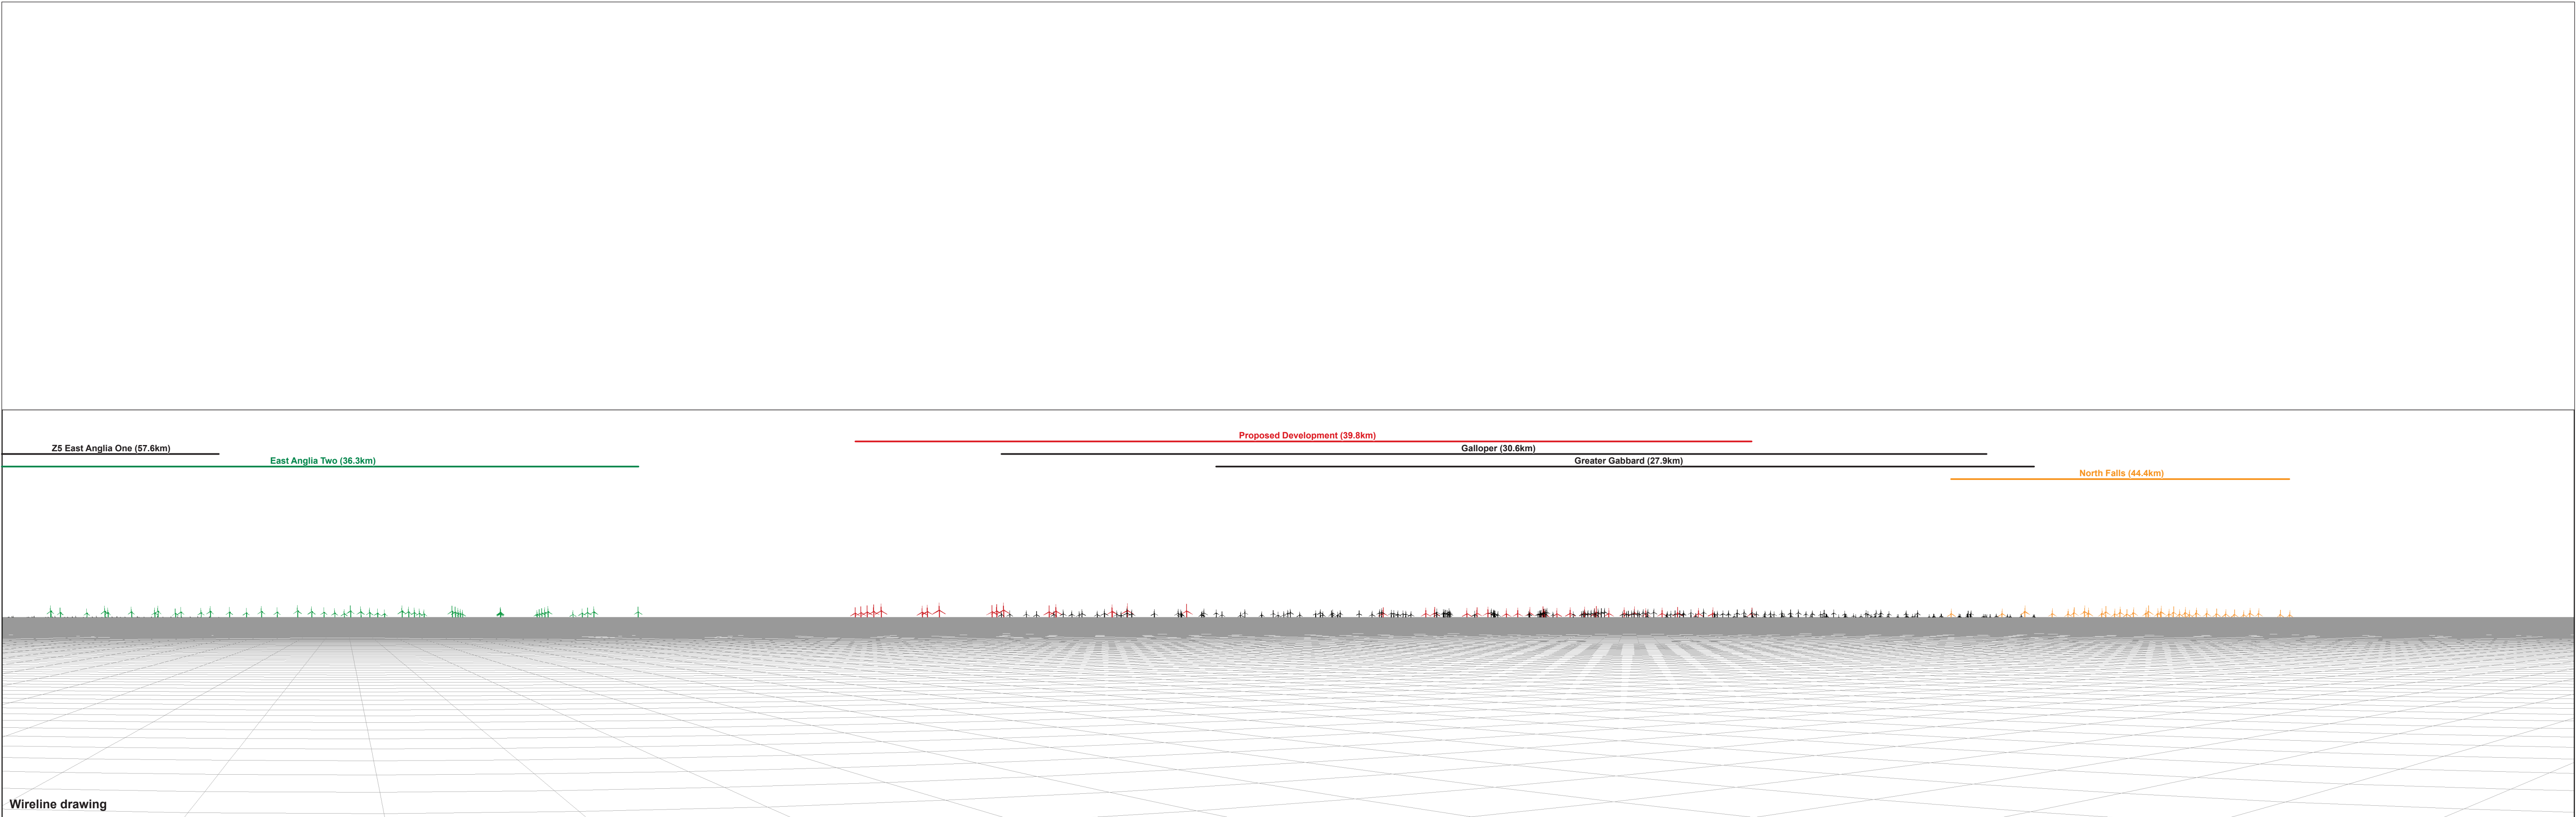 Proposed Development (39.8km)
Z5 East Anglia One (57.6km)
Galloper (30.6km)
East Anglia Two (36.3km)
Greater Gabbard (27.9km)
North Falls (44.4km)
Wireline drawing